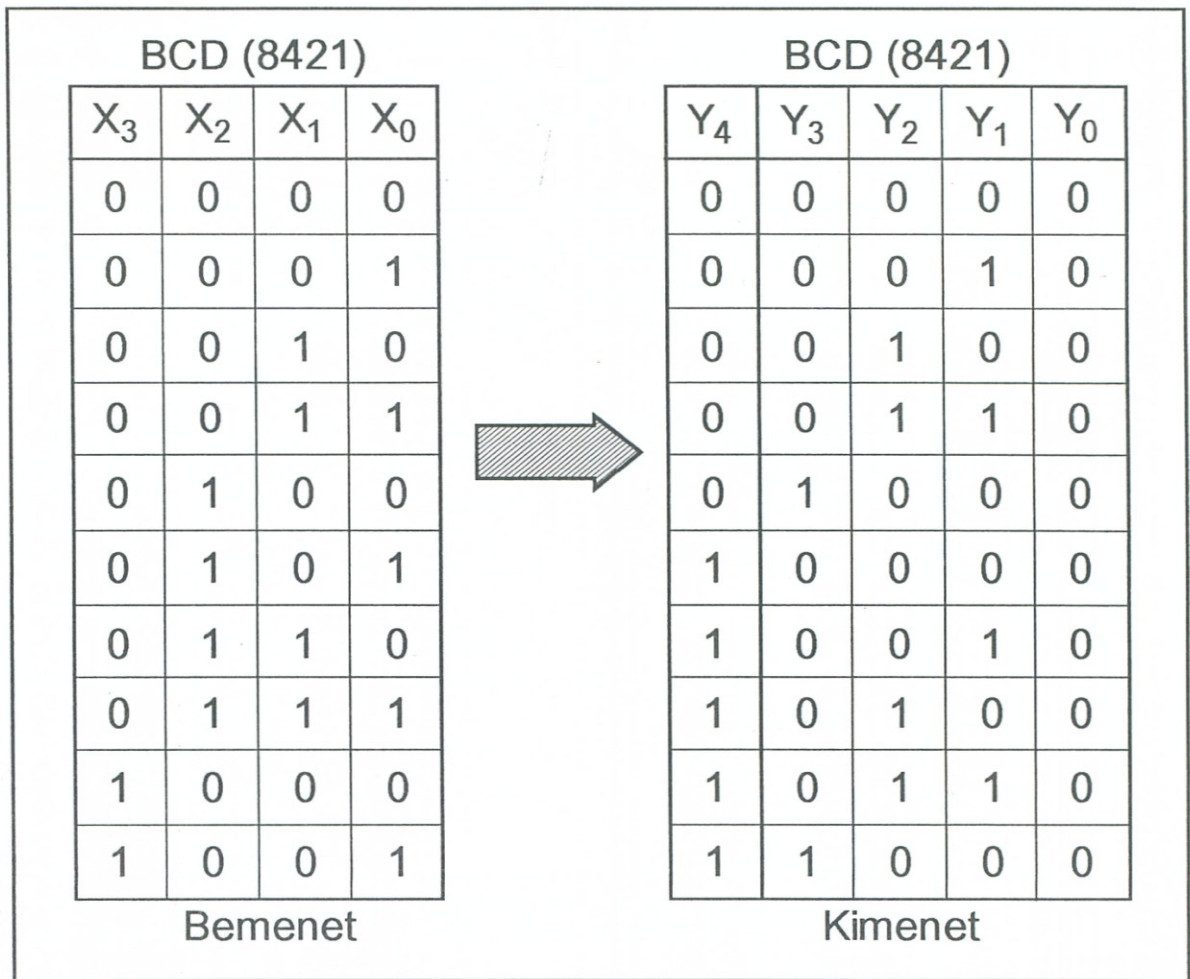 BCD (8421) BCD (8421)
X₃ X₂ X₁ X₀ Y₄ Y₃ Y₂ Y₁ Y₀
0 0 0 0 0 0 0 0 0
0 0 0 1 0 0 0 1 0
0 0 1 0 0 0 1 0 0
0 0 1 1 0 0 1 1 0
0 1 0 0 0 1 0 0 0
0 1 0 1 1 0 0 0 0
0 1 1 0 1 0 0 1 0
0 1 1 1 1 0 1 0 0
1 0 0 0 1 0 1 1 0
1 0 0 1 1 1 0 0 0
Bemenet Kimenet